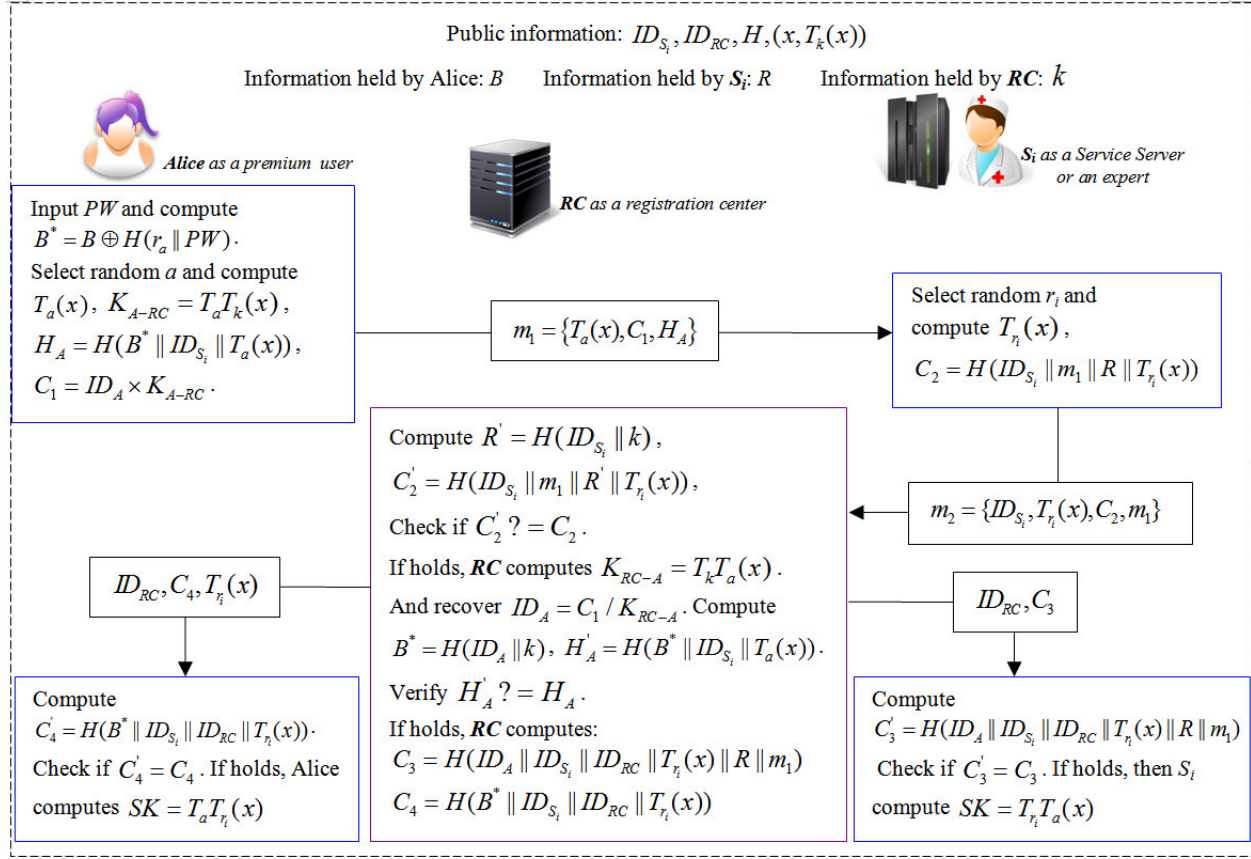 Public information: ID_{S_i}, ID_{RC}, H, (x, T_k(x))
Information held by Alice: B Information held by S_i: R Information held by RC: k
Alice as a premium user
RC as a registration center
S_i as a Service Server
or an expert
Input PW and compute
B^* = B ⊕ H(r_a || PW).
Select random a and compute
T_a(x), K_{A-RC} = T_aT_k(x),
H_A = H(B^* || ID_{S_i} || T_a(x)),
C_1 = ID_A × K_{A-RC}.
m_1 = {T_a(x), C_1, H_A}
Select random r_i and
compute T_{r_i}(x),
C_2 = H(ID_{S_i} || m_1 || R || T_{r_i}(x))
m_2 = {ID_{S_i}, T_{r_i}(x), C_2, m_1}
Compute R' = H(ID_{S_i} || k),
C_2' = H(ID_{S_i} || m_1 || R' || T_{r_i}(x)),
Check if C_2' ? = C_2.
If holds, RC computes K_{RC-A} = T_kT_a(x).
And recover ID_A = C_1 / K_{RC-A}. Compute
B^* = H(ID_A || k), H_A' = H(B^* || ID_{S_i} || T_a(x)).
Verify H_A' ? = H_A.
If holds, RC computes:
C_3 = H(ID_A || ID_{S_i} || ID_{RC} || T_{r_i}(x) || R || m_1)
C_4 = H(B^* || ID_{S_i} || ID_{RC} || T_{r_i}(x))
ID_{RC}, C_4, T_{r_i}(x)
ID_{RC}, C_3
Compute
C_4' = H(B^* || ID_{S_i} || ID_{RC} || T_{r_i}(x)).
Check if C_4' = C_4. If holds, Alice
computes SK = T_aT_{r_i}(x)
Compute
C_3' = H(ID_A || ID_{S_i} || ID_{RC} || T_{r_i}(x) || R || m_1)
Check if C_3' = C_3. If holds, then S_i
compute SK = T_{r_i}T_a(x)